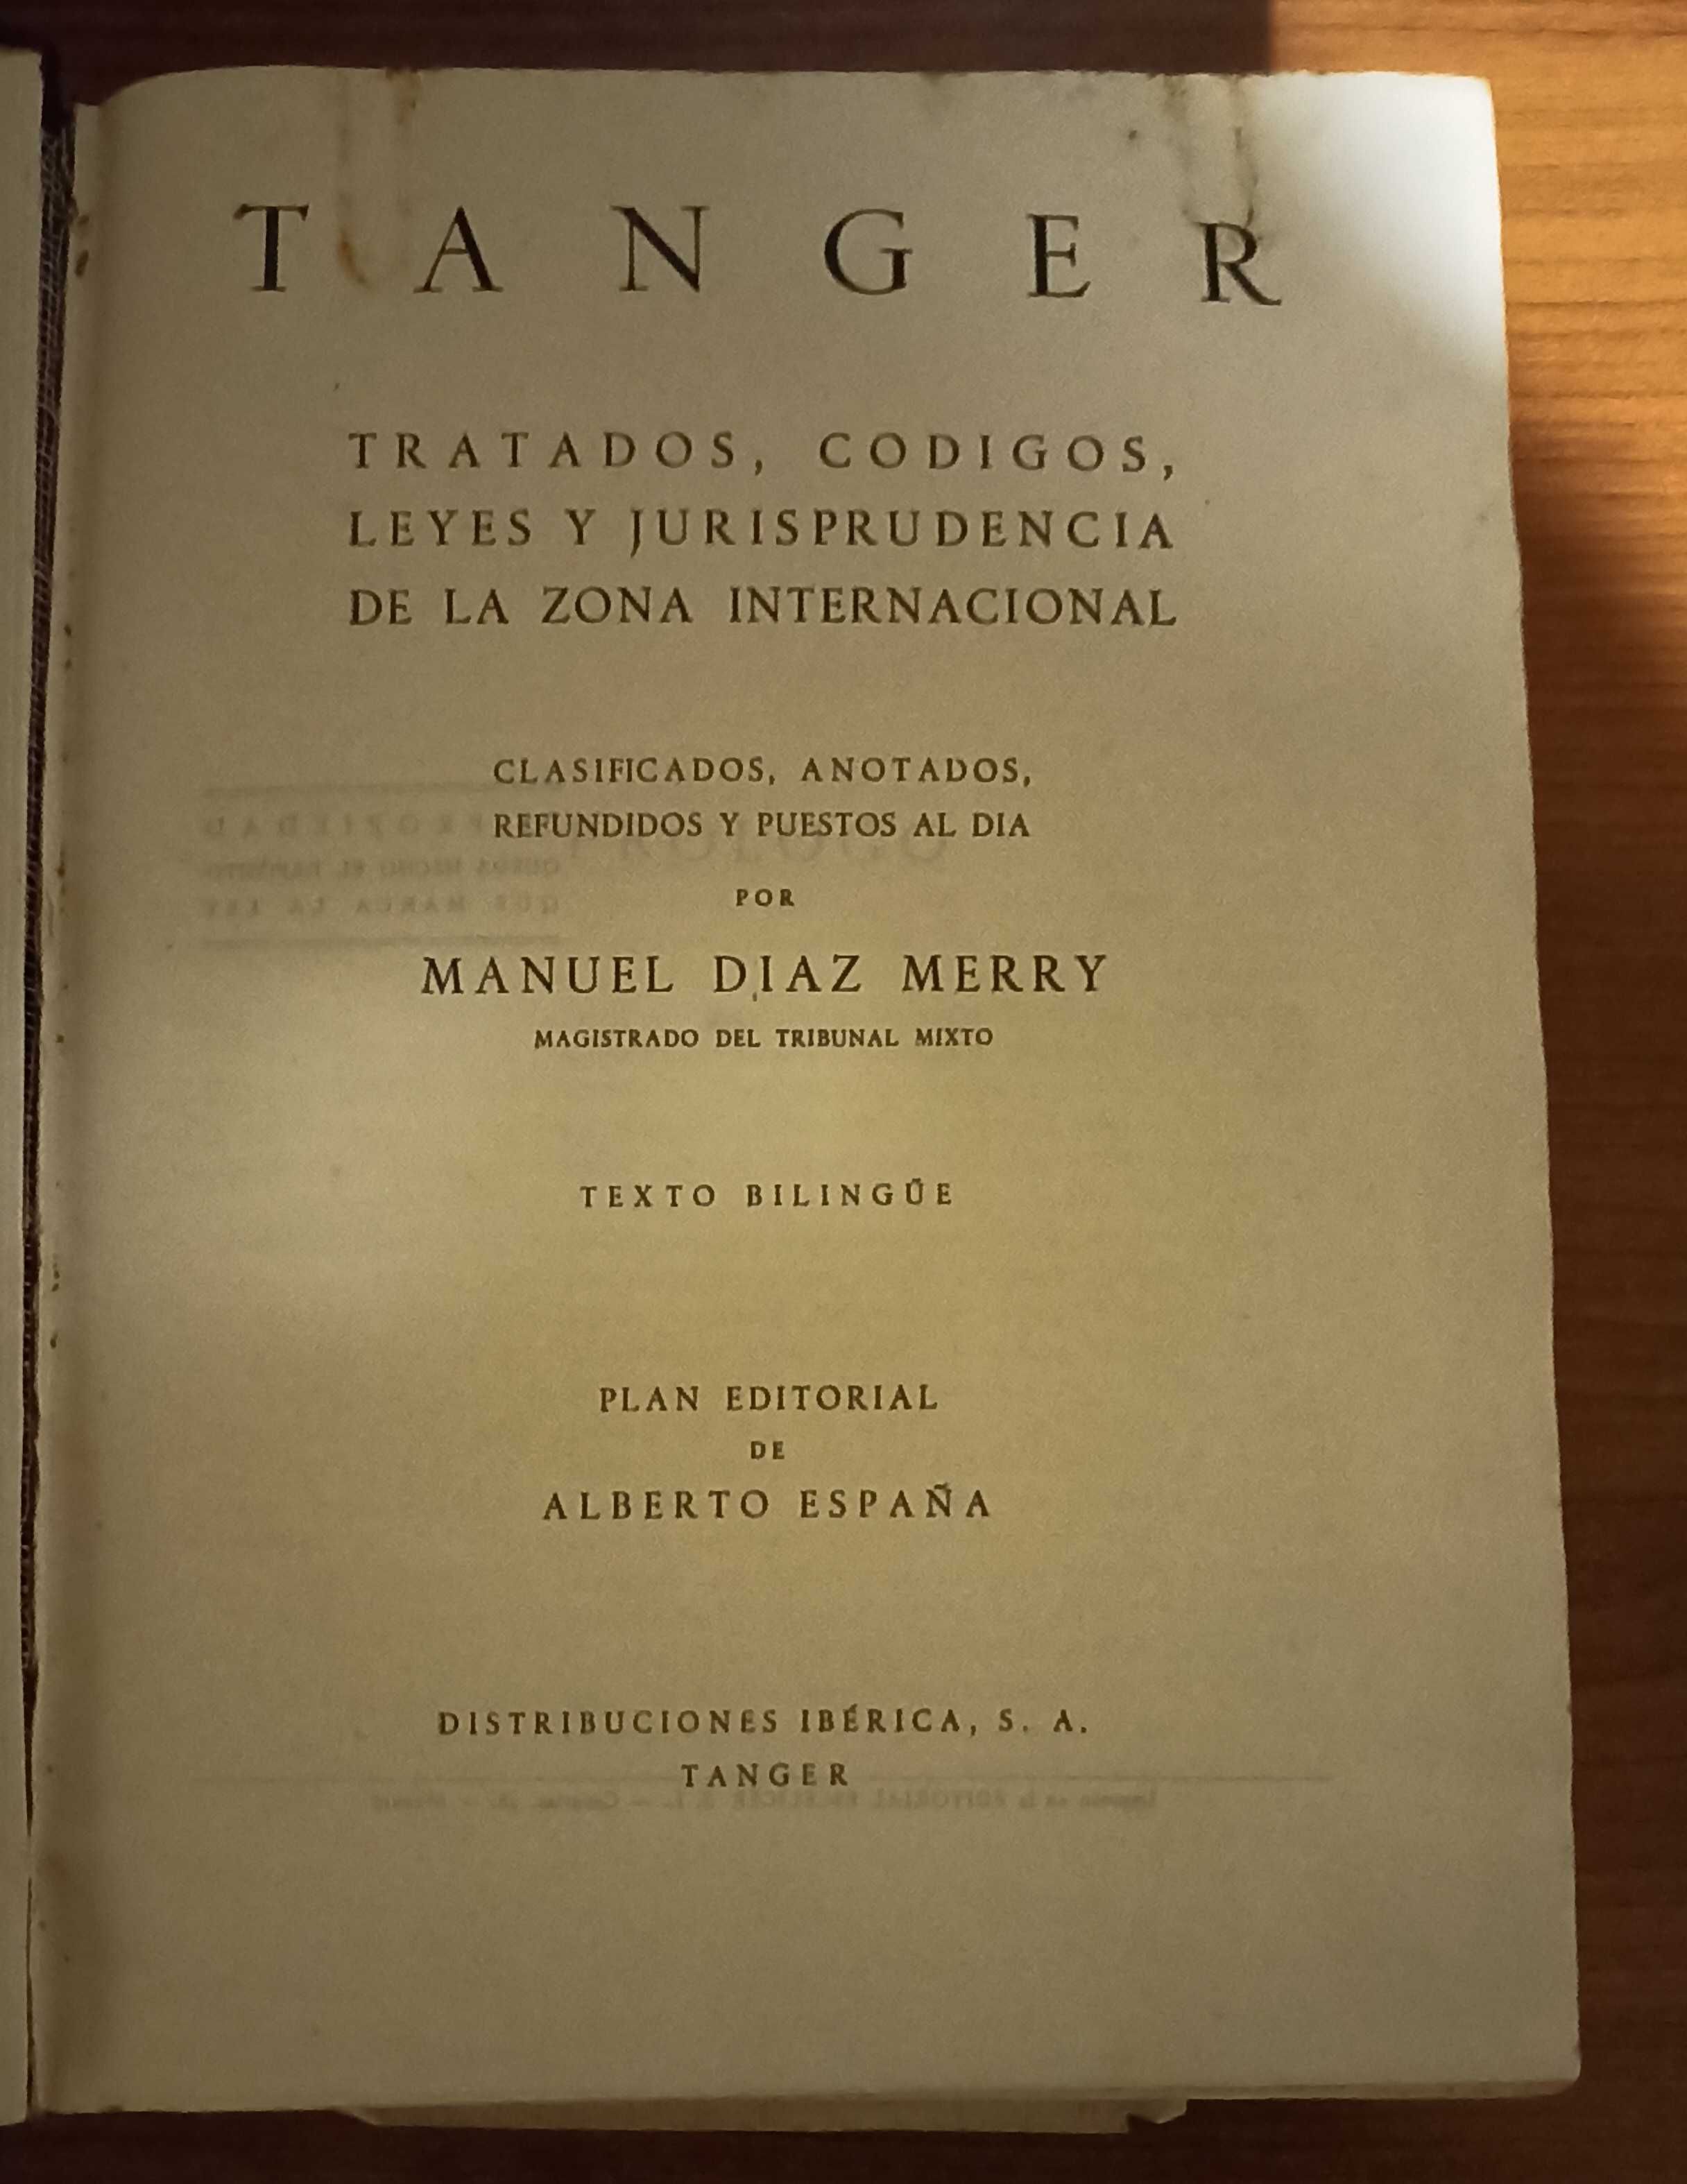 TANGER
TRATADOS, CODIGOS,
LEYES Y JURISPRUDENCIA
DE LA ZONA INTERNACIONAL
CLASIFICADOS, ANOTADOS,
REFUNDIDOS Y PUESTOS AL DIA
POR
MANUEL DIAZ MERRY
MAGISTRADO DEL TRIBUNAL MIXTO
TEXTO BILINGÜE
PLAN EDITORIAL
DE
ALBERTO ESPAÑA
DISTRIBUCIONES IBÉRICA, S. A.
TANGER